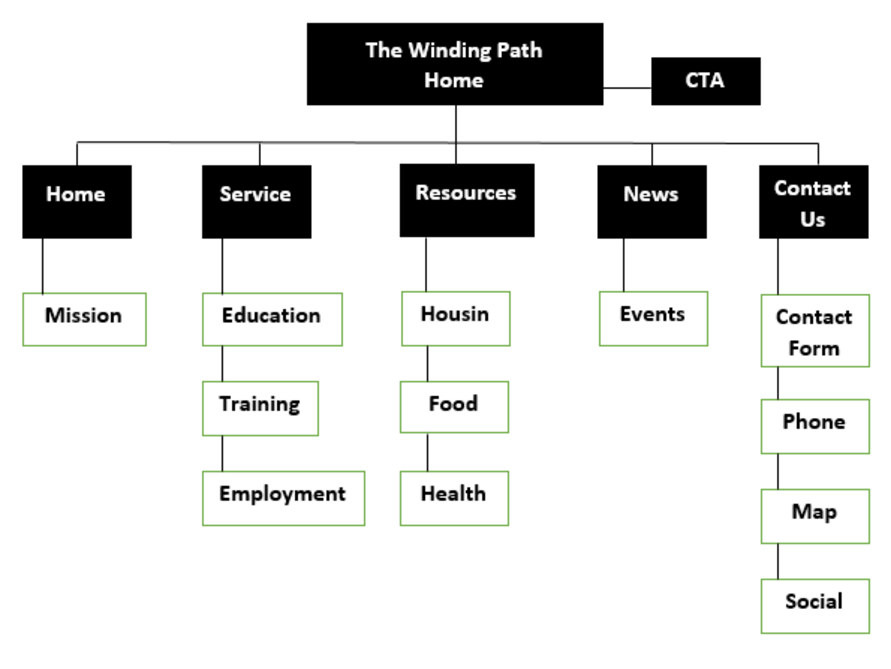 The Winding Path
Home
CTA
Home
Service
Resources
News
Contact
Us
Mission
Education
Housin
Events
Contact
Form
Training
Food
Phone
Employment
Health
Map
Social